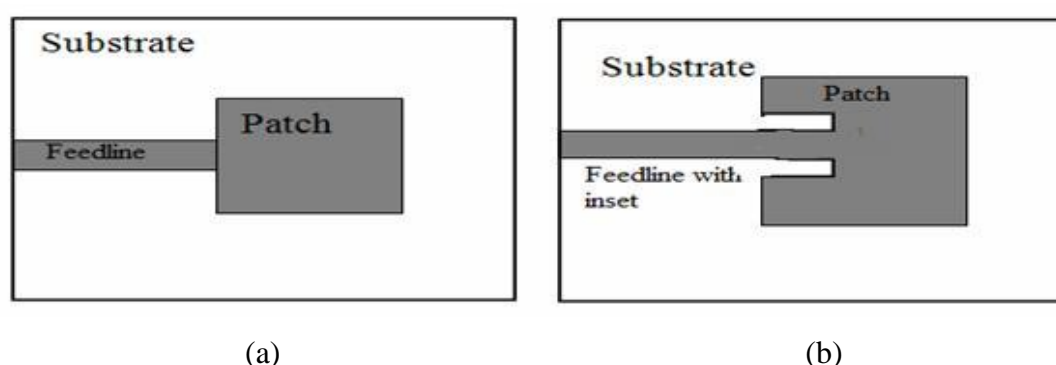 Substrate
Patch
Feedline
(a)
Substrate
Patch
Feedline with
inset
(b)